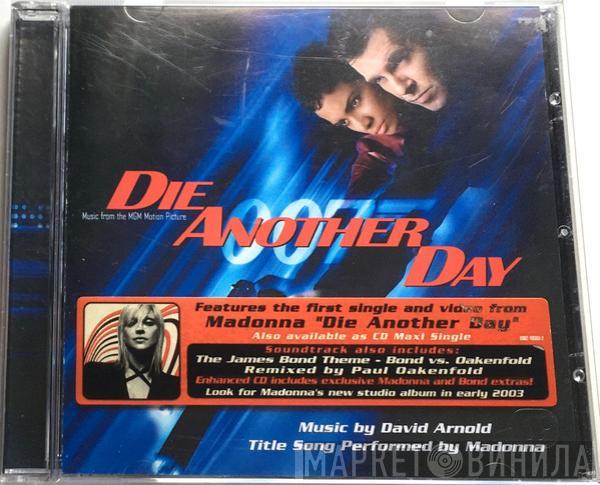 DIE
Music from the MGM Motion Picture
007
ANOTHER
DAY
Features the first single and video from
Madonna "Die Another Day"
Also available as CD Maxi Single
Soundtrack also includes:
The James Bond Theme - Bond vs. Oakenfold
Remixed by Paul Oakenfold
Enhanced CD includes exclusive Madonna and Bond extras!
Look for Madonna's new studio album in early 2003
Music by David Arnold
Title Song Performed by Madonna
МАРКЕТ ВИНИЛА